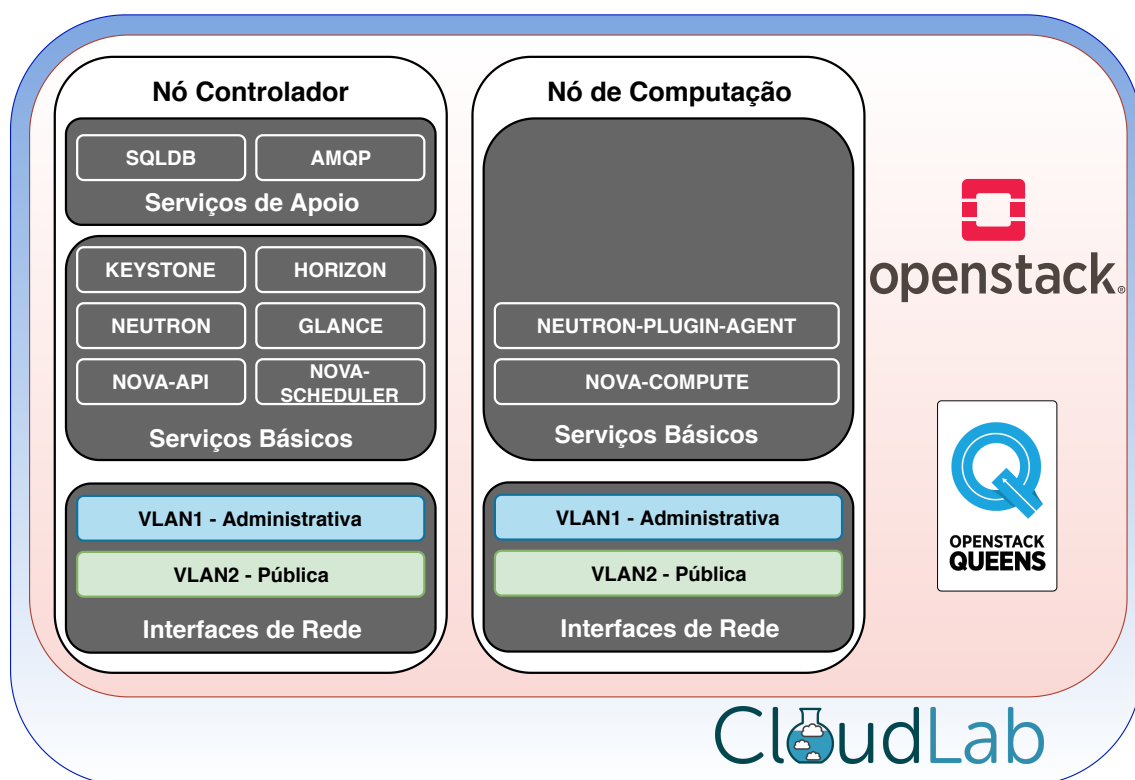 Nó Controlador
SQLDB
AMQP
Serviços de Apoio
KEYSTONE
HORIZON
NEUTRON
GLANCE
NOVA-API
NOVA-
SCHEDULER
Serviços Básicos
VLAN1 - Administrativa
VLAN2 - Pública
Interfaces de Rede
Nó de Computação
NEUTRON-PLUGIN-AGENT
NOVA-COMPUTE
Serviços Básicos
VLAN1 - Administrativa
VLAN2 - Pública
Interfaces de Rede
openstack®
OPENSTACK
QUEENS
CloudLab